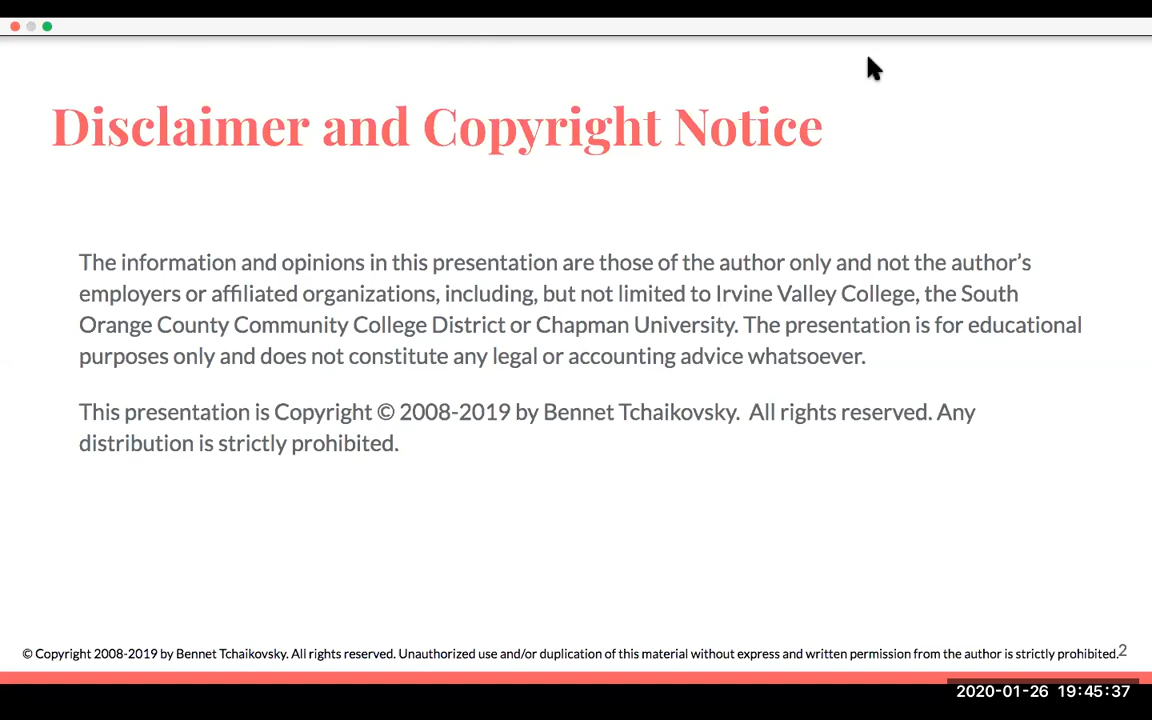 Disclaimer and Copyright Notice
The information and opinions in this presentation are those of the author only and not the author’s
employers or affiliated organizations, including, but not limited to Irvine Valley College, the South
Orange County Community College District or Chapman University. The presentation is for educational
purposes only and does not constitute any legal or accounting advice whatsoever.
This presentation is Copyright © 2008-2019 by Bennet Tchaikovsky.  All rights reserved. Any
distribution is strictly prohibited.
© Copyright 2008-2019 by Bennet Tchaikovsky. All rights reserved. Unauthorized use and/or duplication of this material without express and written permission from the author is strictly prohibited.2
2020-01-26 19:45:37